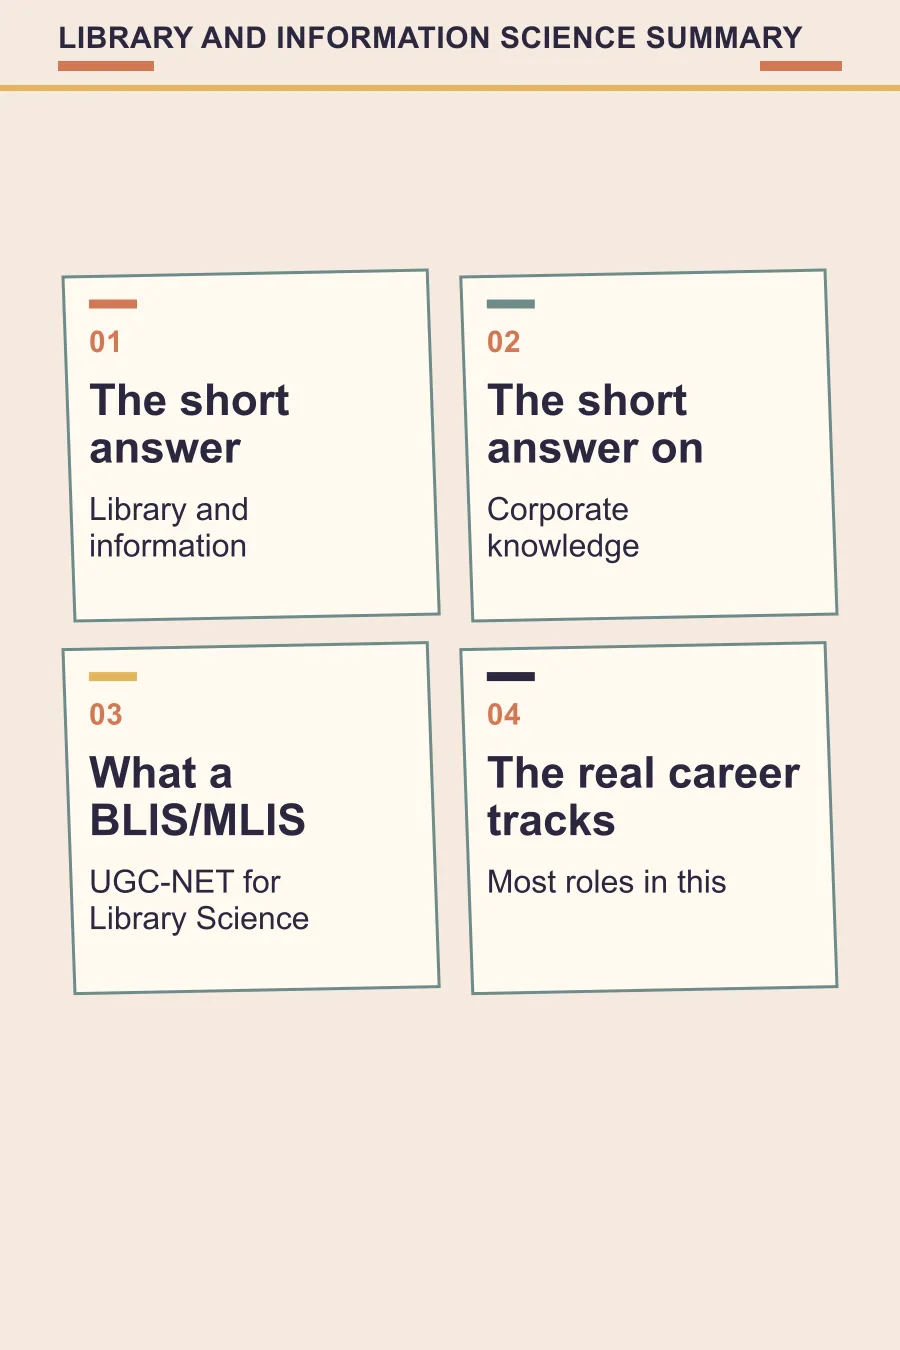 LIBRARY AND INFORMATION SCIENCE SUMMARY
01
The short
answer
Library and
information
02
The short
answer on
Corporate
knowledge
03
What a
BLIS/MLIS
UGC-NET for
Library Science
04
The real career
tracks
Most roles in this